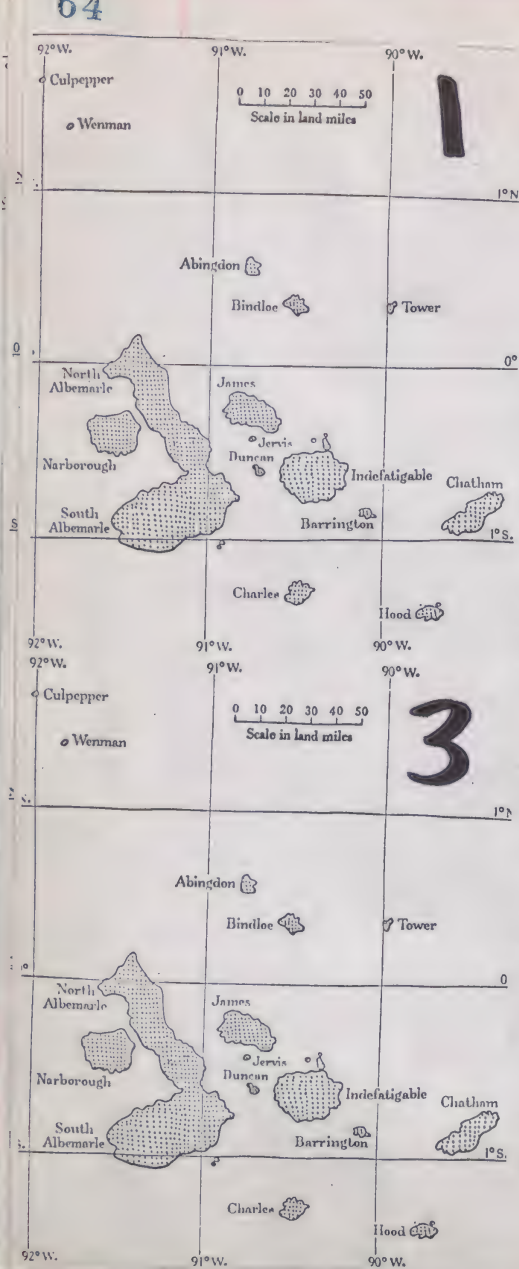 64
92°W. 91°W. 90°W.
Culpepper
0 10 20 30 40 50
Scale in land miles
1
Wenman
1°N
Abingdon
Bindloe
Tower
0 0°
North
Albemarle
James
Jervis
Narborough
Duncan
Indefatigable
Chatham
South
Albemarle
Barrington
S 1°S.
Charles
Hood
92°W. 91°W. 90°W.
92°W. 91°W. 90°W.
Culpepper
0 10 20 30 40 50
Scale in land miles
3
Wenman
1°N
Abingdon
Bindloe
Tower
0
North
Albemarle
James
Jervis
Narborough
Duncan
Indefatigable
Chatham
South
Albemarle
Barrington
1°S.
Charles
Hood
92°W. 91°W. 90°W.